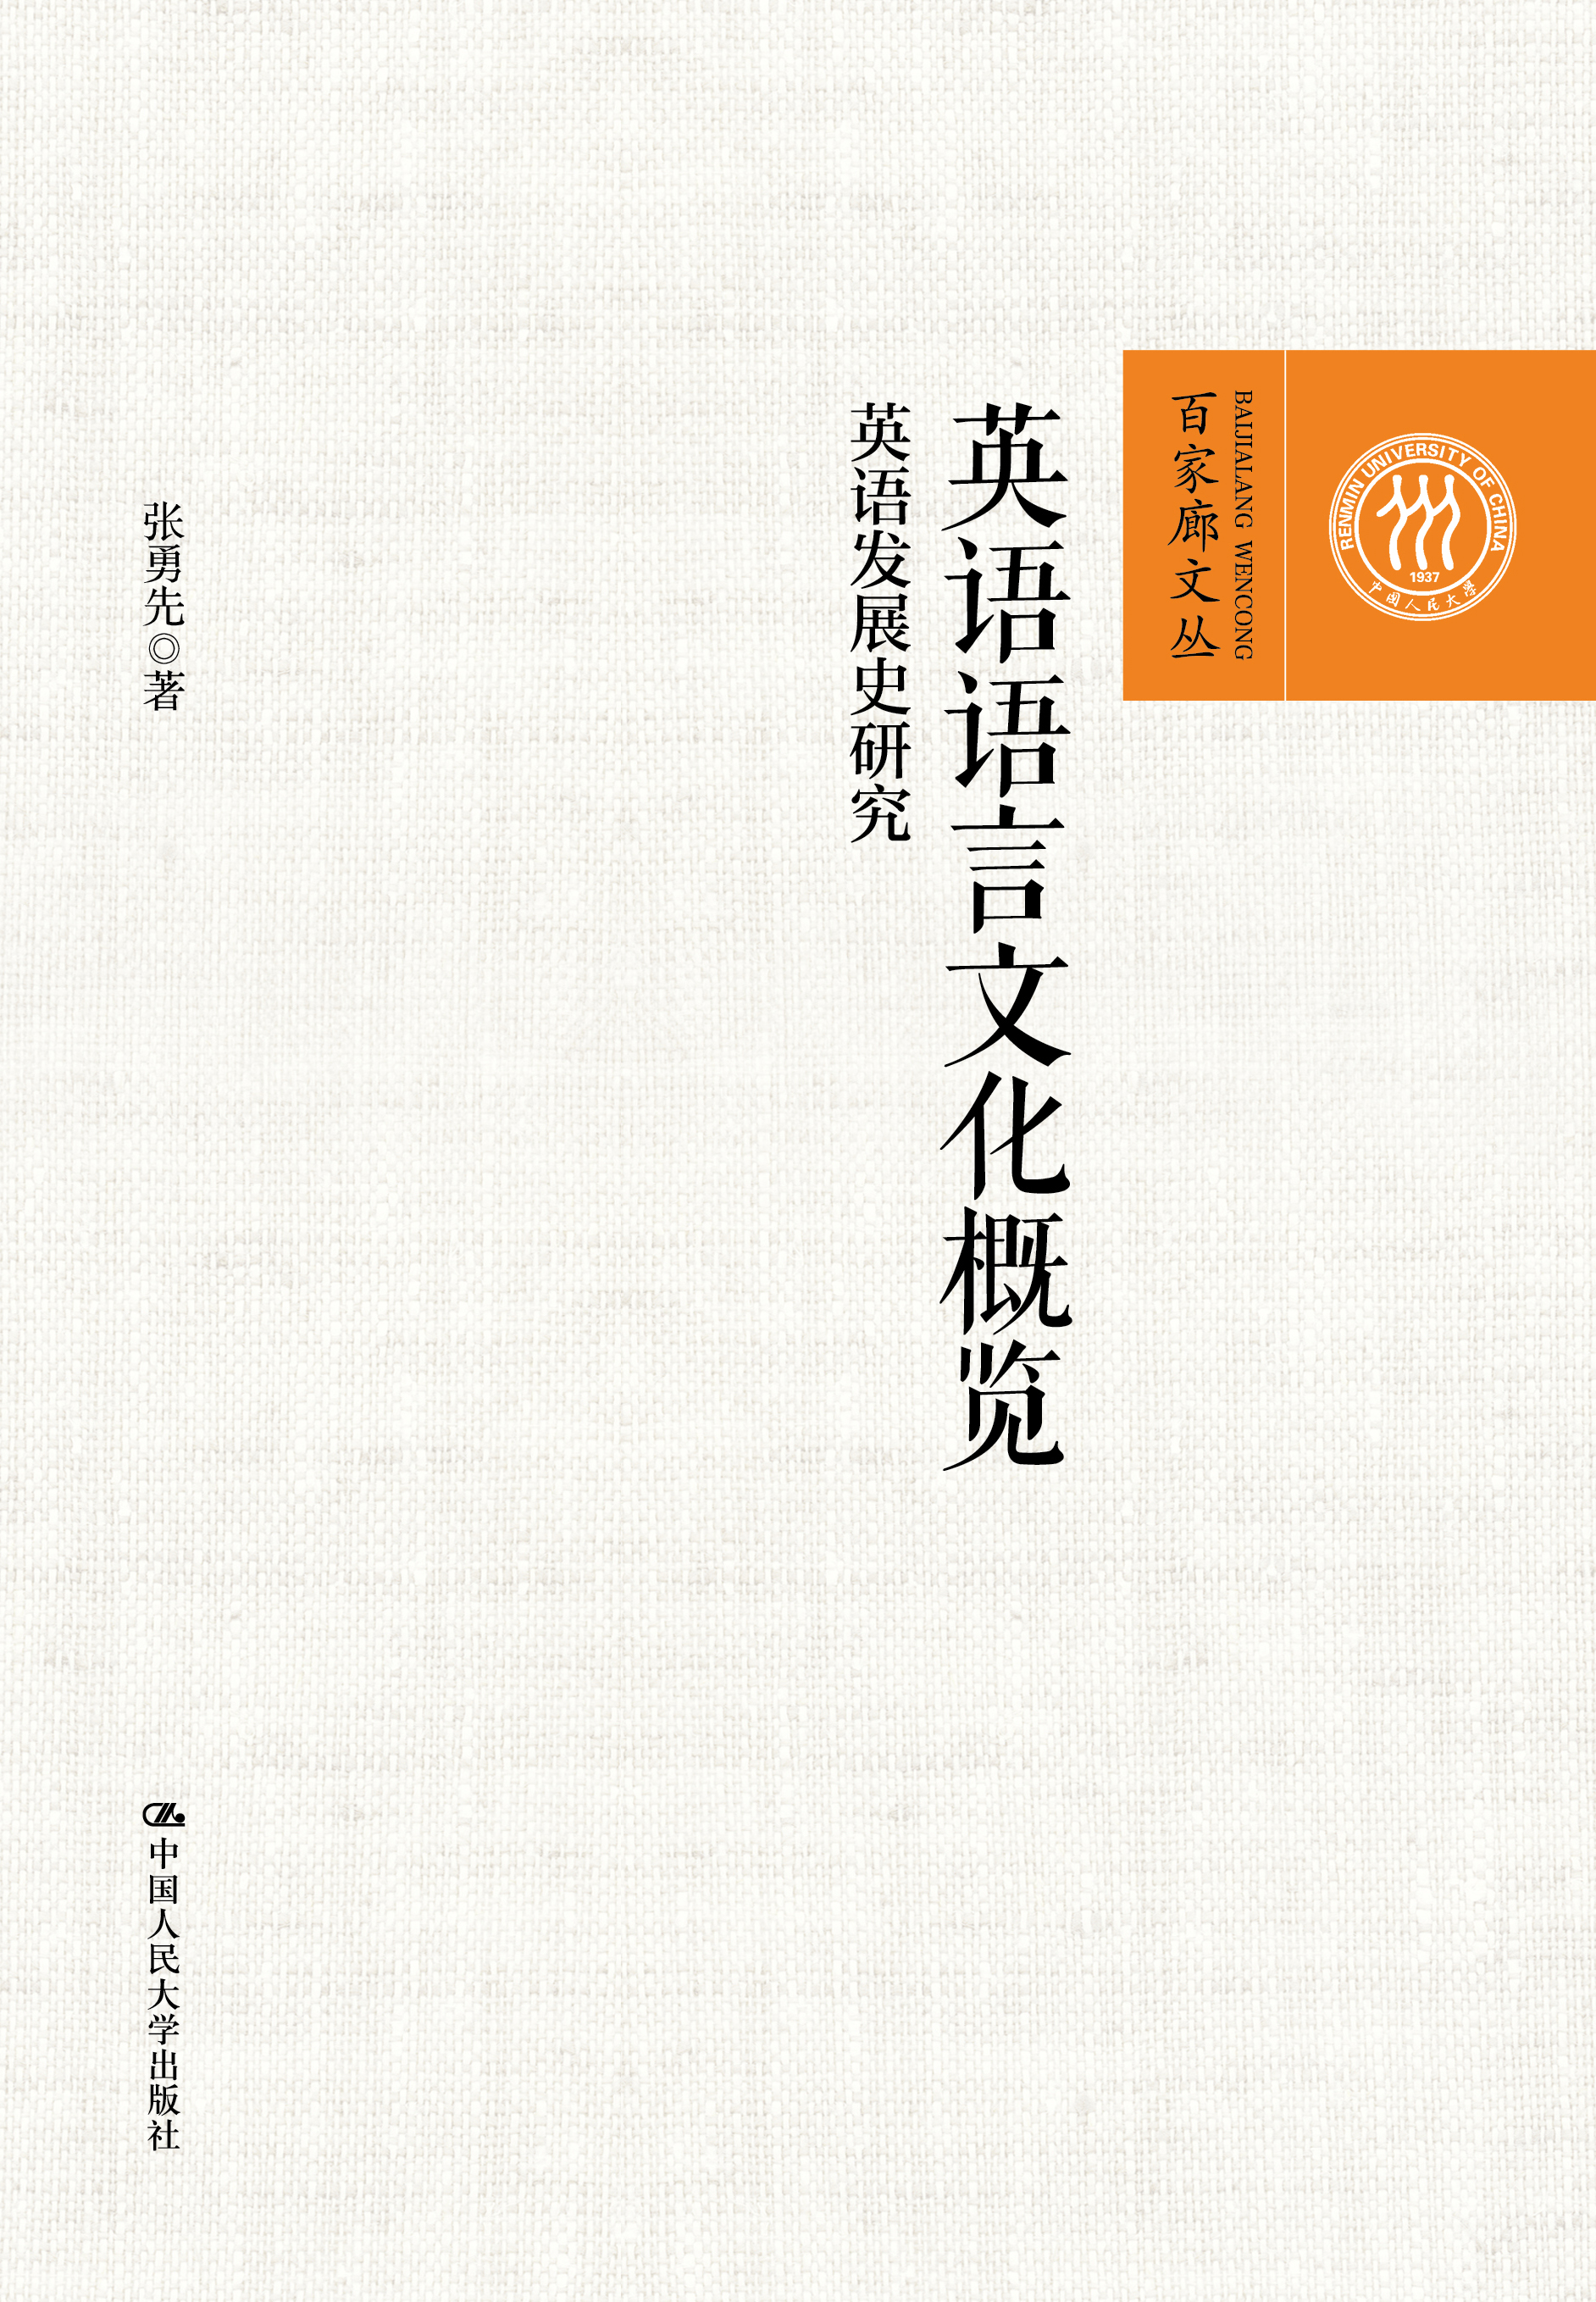 RENMIN UNIVERSITY OF CHINA
1937
中国人民大学
BAIJIALANG WENCONG
百家廊文丛
英语语言文化概览
英语发展史研究
张勇先◎著
中国人民大学出版社